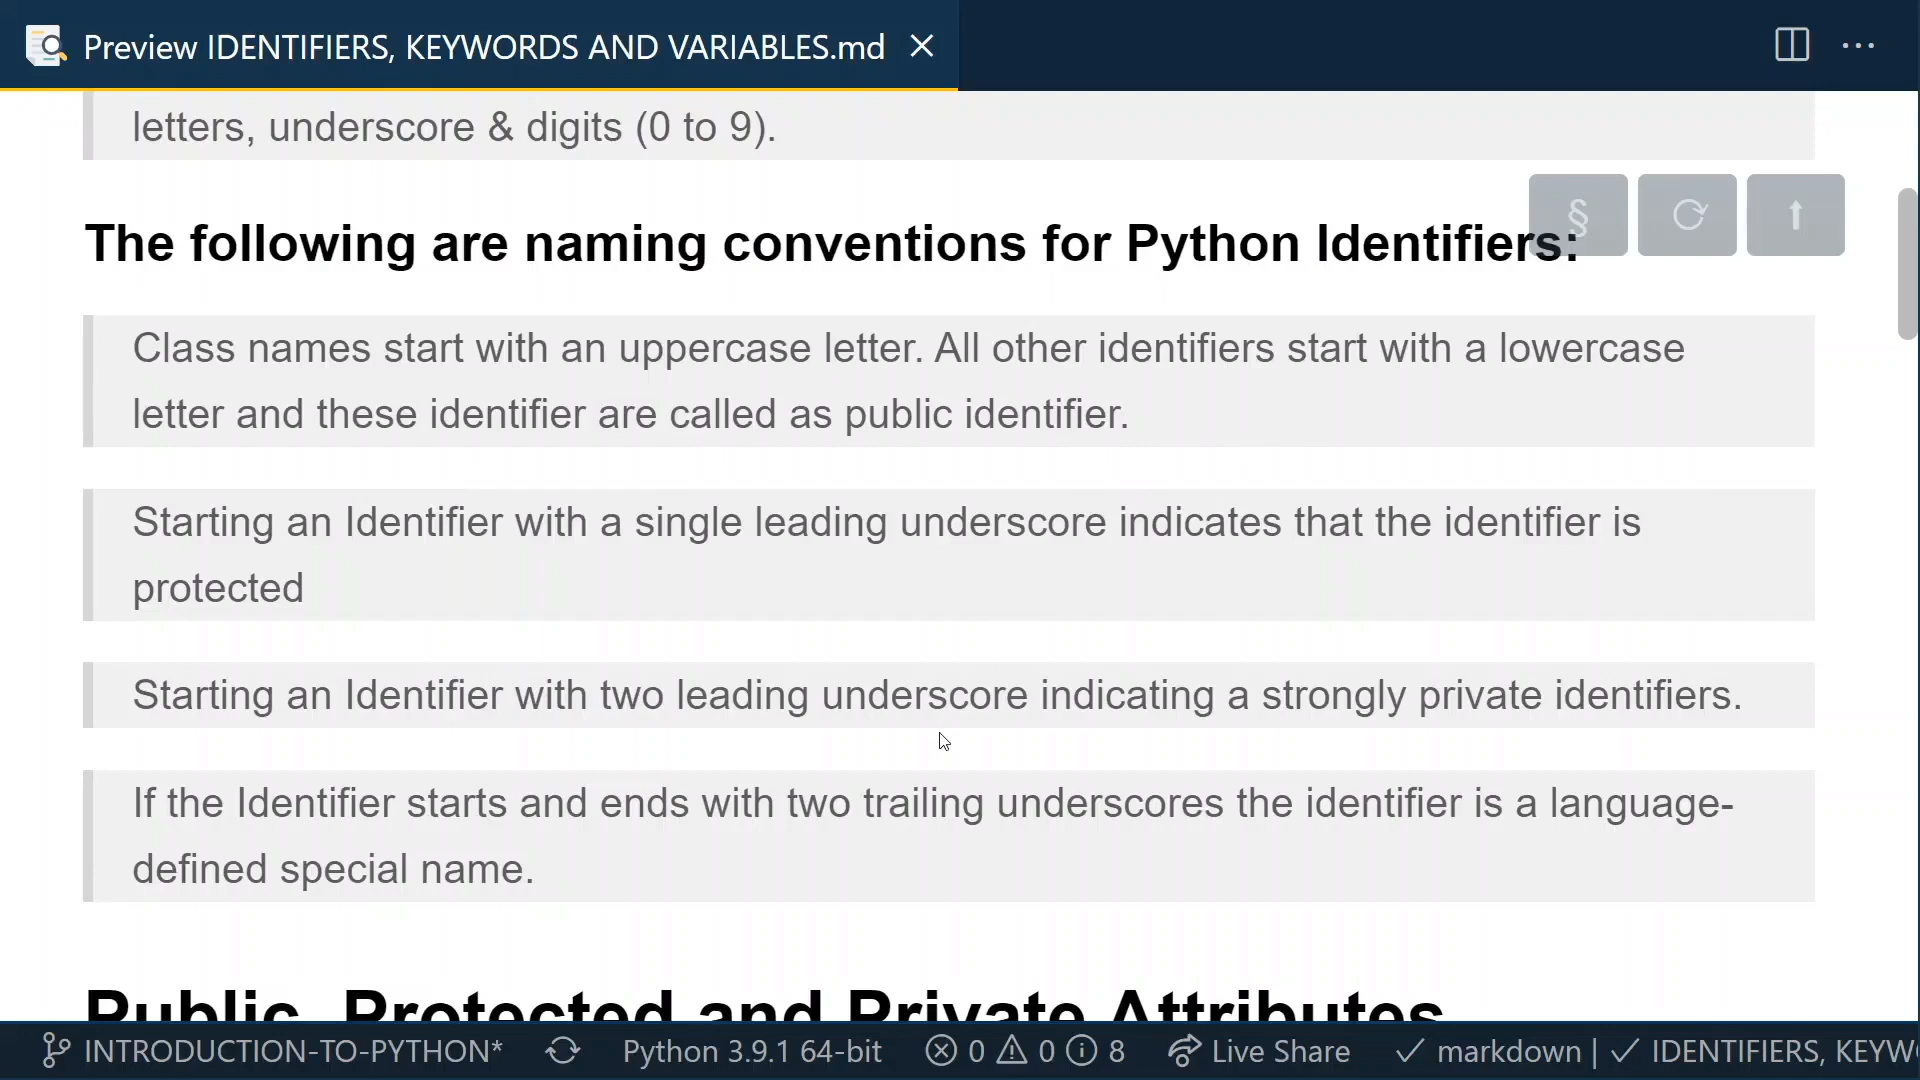 Preview IDENTIFIERS, KEYWORDS AND VARIABLES.md
letters, underscore & digits (0 to 9).
The following are naming conventions for Python Identifiers:
§
Class names start with an uppercase letter. All other identifiers start with a lowercase
letter and these identifier are called as public identifier.
Starting an Identifier with a single leading underscore indicates that the identifier is
protected
Starting an Identifier with two leading underscore indicating a strongly private identifiers.
If the Identifier starts and ends with two trailing underscores the identifier is a language-
defined special name.
Public, Protected and Private Attributes
INTRODUCTION-TO-PYTHON* Python 3.9.1 64-bit 0 0 8 Live Share markdown | IDENTIFIERS, KEYW